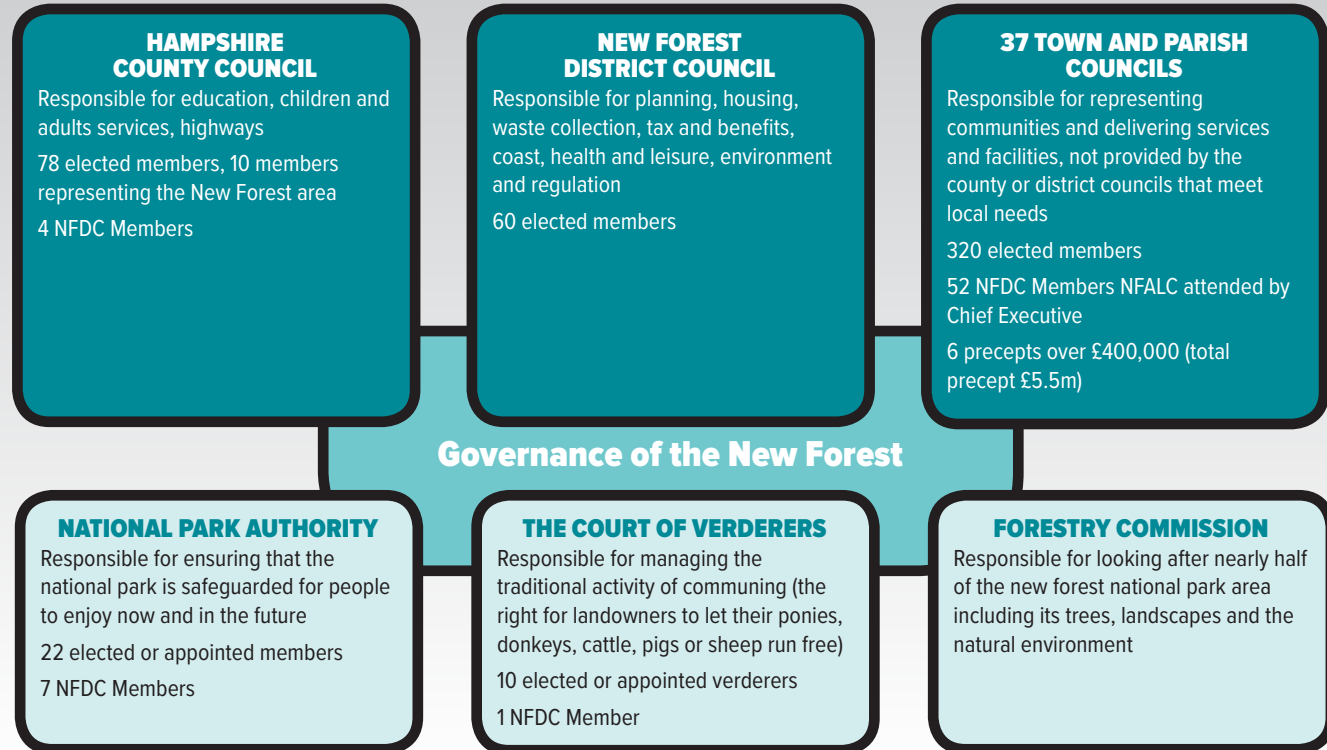 HAMPSHIRE
COUNTY COUNCIL
Responsible for education, children and
adults services, highways
78 elected members, 10 members
representing the New Forest area
4 NFDC Members
NEW FOREST
DISTRICT COUNCIL
Responsible for planning, housing,
waste collection, tax and benefits,
coast, health and leisure, environment
and regulation
60 elected members
37 TOWN AND PARISH
COUNCILS
Responsible for representing
communities and delivering services
and facilities, not provided by the
county or district councils that meet
local needs
320 elected members
52 NFDC Members NFALC attended by
Chief Executive
6 precepts over £400,000 (total
precept £5.5m)
Governance of the New Forest
NATIONAL PARK AUTHORITY
Responsible for ensuring that the
national park is safeguarded for people
to enjoy now and in the future
22 elected or appointed members
7 NFDC Members
THE COURT OF VERDERERS
Responsible for managing the
traditional activity of communing (the
right for landowners to let their ponies,
donkeys, cattle, pigs or sheep run free)
10 elected or appointed verderers
1 NFDC Member
FORESTRY COMMISSION
Responsible for looking after nearly half
of the new forest national park area
including its trees, landscapes and the
natural environment